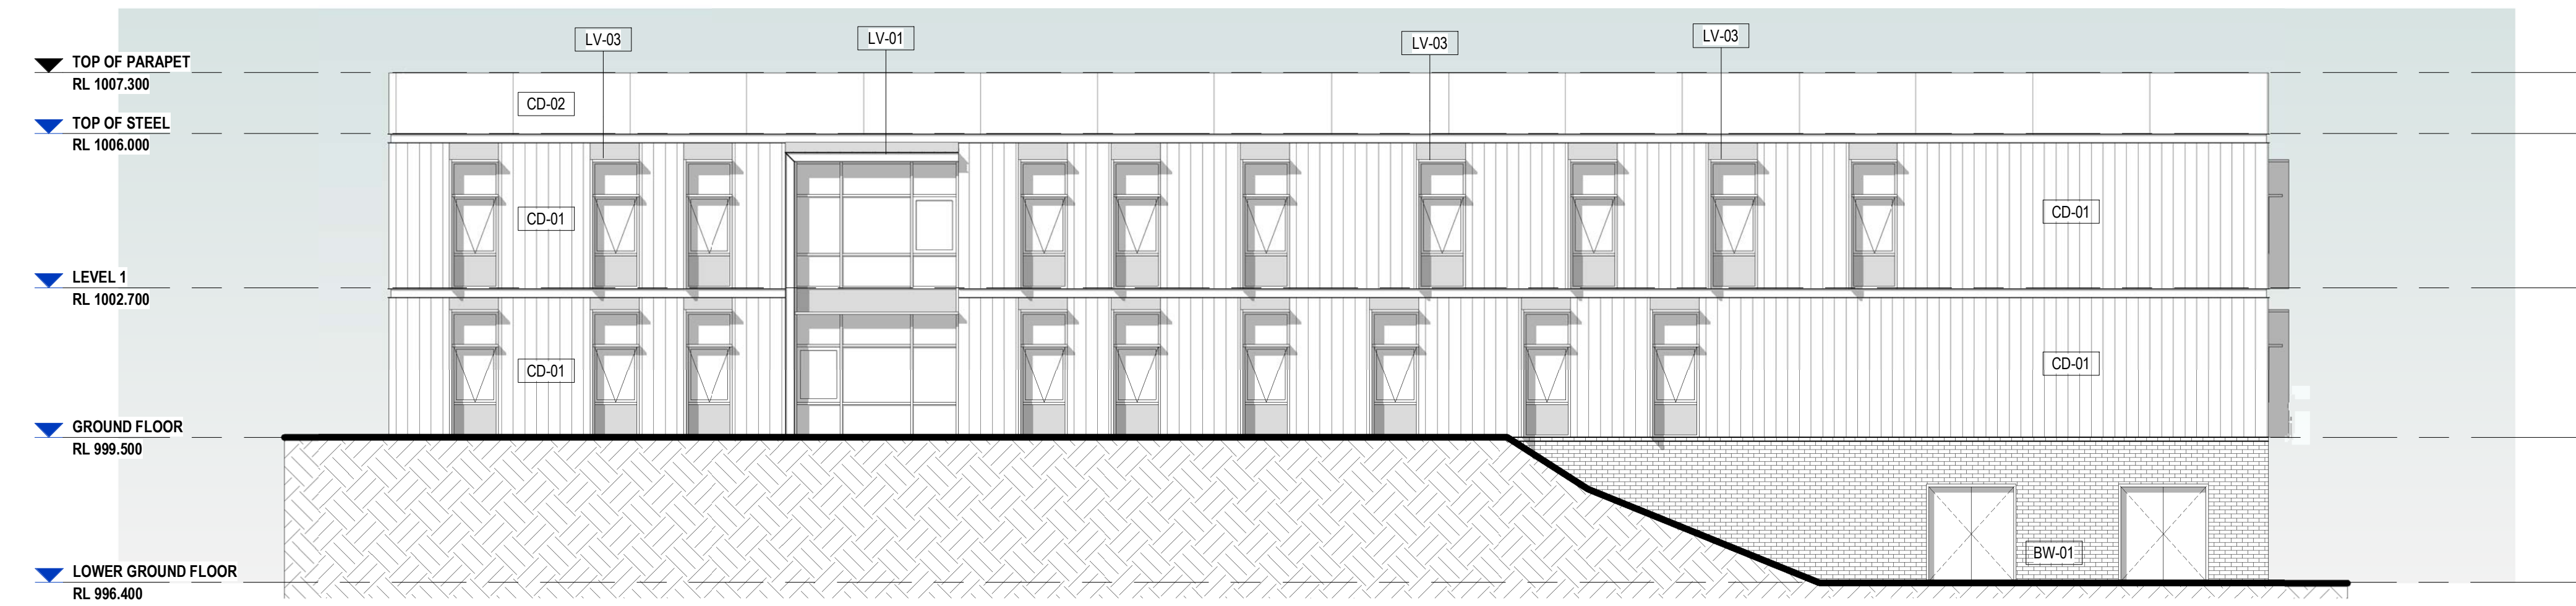 LV-03
LV-01
LV-03
LV-03
TOP OF PARAPET
RL 1007.300
CD-02
TOP OF STEEL
RL 1006.000
CD-01
CD-01
LEVEL 1
RL 1002.700
CD-01
CD-01
GROUND FLOOR
RL 999.500
BW-01
LOWER GROUND FLOOR
RL 996.400